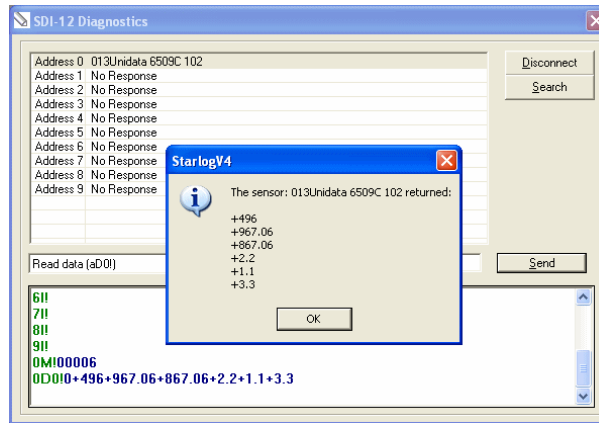 SDI-12 Diagnostics
Address 0 013Unidata 6509C 102
Address 1 No Response
Address 2 No Response
Address 3 No Response
Address 4 No Response
Address 5 No Response
Address 6 No Response
Address 7 No Response
Address 8 No Response
Address 9 No Response
Disconnect
Search
StarlogV4
The sensor: 013Unidata 6509C 102 returned:
+496
+967.06
+867.06
+2.2
+1.1
+3.3
OK
Read data (aD0!)
Send
6I!
7I!
8I!
9I!
0M!00006
0D0!0+496+967.06+867.06+2.2+1.1+3.3